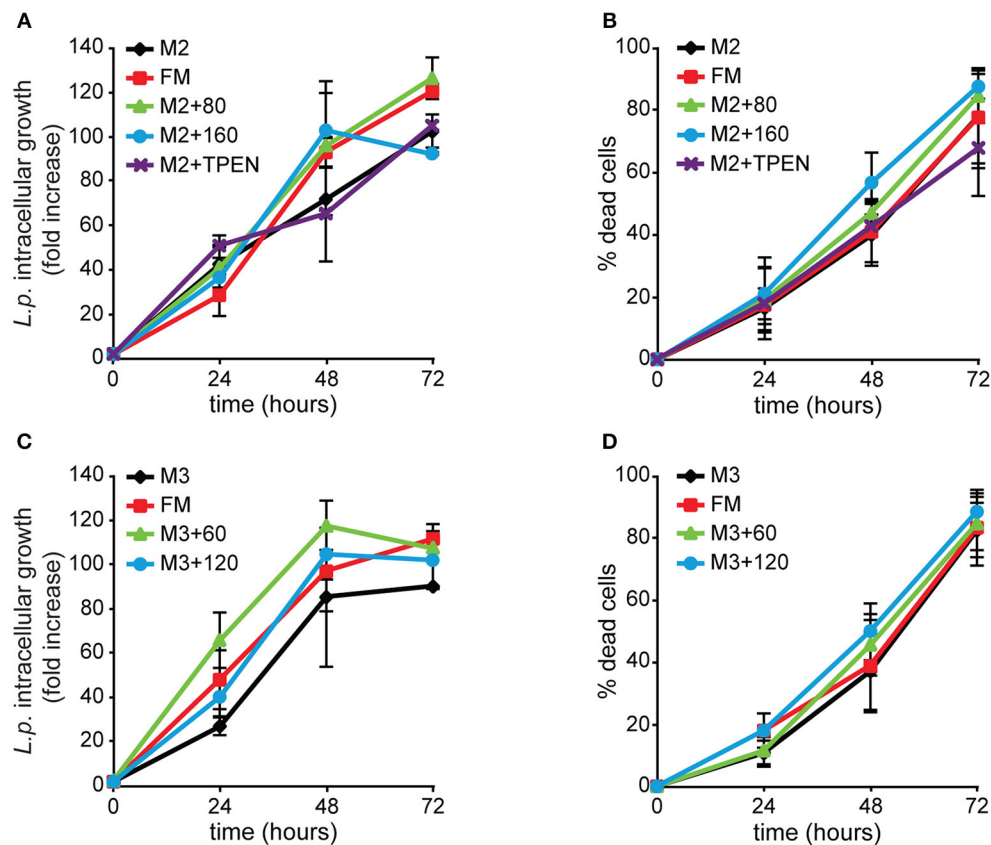 A
L.p. intracellular growth
(fold increase)
140
120
100
80
60
40
20
0
M2
FM
M2+80
M2+160
M2+TPEN
0 24 48 72
time (hours)
B
% dead cells
100
80
60
40
20
0
M2
FM
M2+80
M2+160
M2+TPEN
0 24 48 72
time (hours)
C
L.p. intracellular growth
(fold increase)
140
120
100
80
60
40
20
0
M3
FM
M3+60
M3+120
0 24 48 72
time (hours)
D
% dead cells
100
80
60
40
20
0
M3
FM
M3+60
M3+120
0 24 48 72
time (hours)